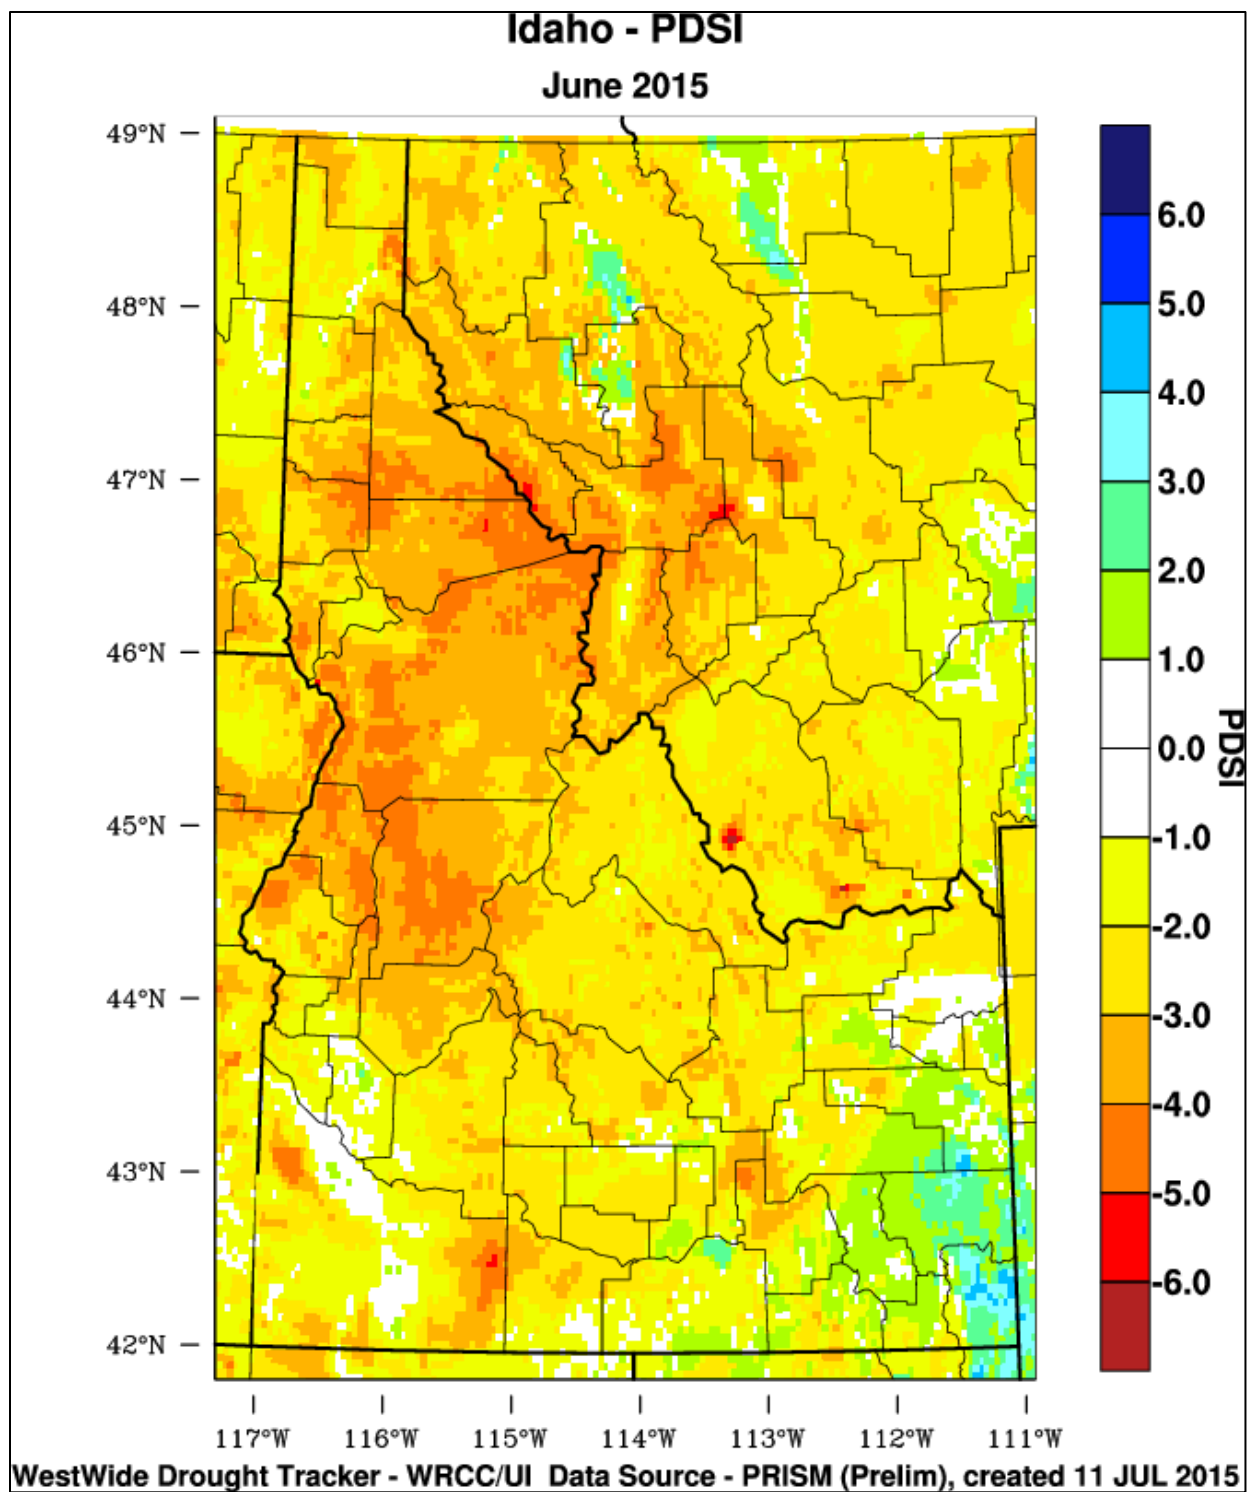 Idaho - PDSI
June 2015
49°N
48°N
47°N
46°N
45°N
44°N
43°N
42°N
117°W 116°W 115°W 114°W 113°W 112°W 111°W
6.0
5.0
4.0
3.0
2.0
1.0
0.0
-1.0
-2.0
-3.0
-4.0
-5.0
-6.0
PDSI
WestWide Drought Tracker - WRCC/UI Data Source - PRISM (Prelim), created 11 JUL 2015